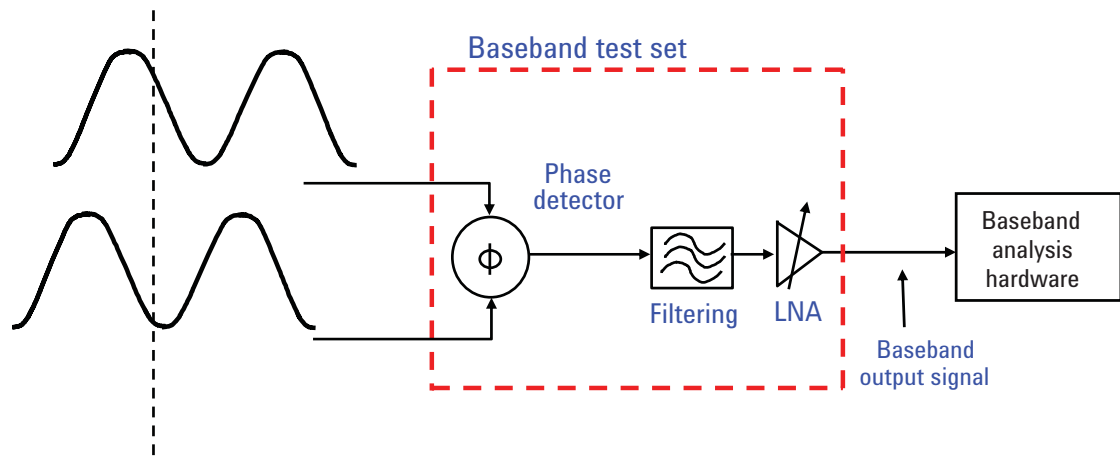 Baseband test set
Phase
detector
Φ
Filtering
LNA
Baseband
output signal
Baseband
analysis
hardware